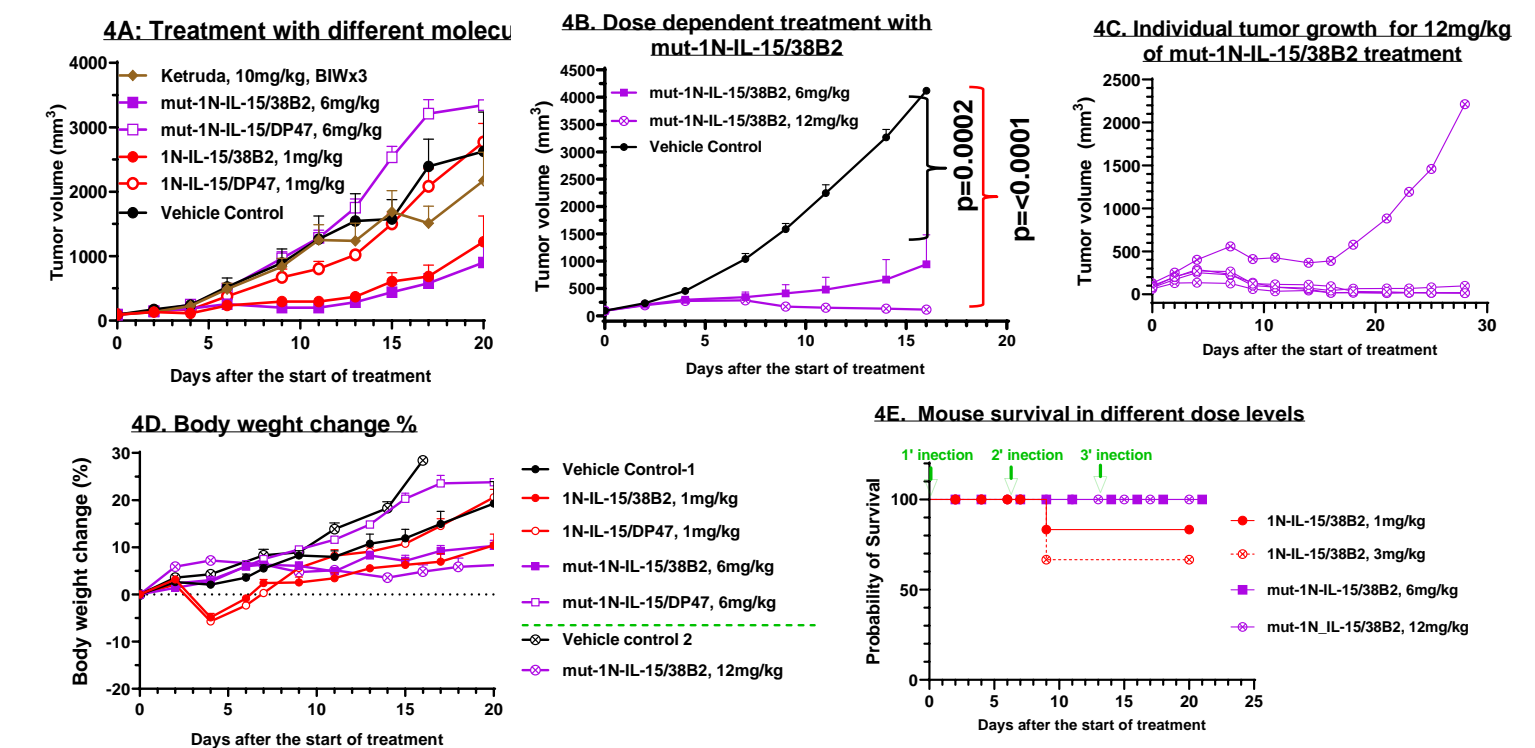 4A: Treatment with different molecu
4000
3000
2000
1000
0
Tumor volume (mm³)
Ketruda, 10mg/kg, BIWx3
mut-1N-IL-15/38B2, 6mg/kg
mut-1N-IL-15/DP47, 6mg/kg
1N-IL-15/38B2, 1mg/kg
1N-IL-15/DP47, 1mg/kg
Vehicle Control
0 5 10 15 20
Days after the start of treatment
4B. Dose dependent treatment with
mut-1N-IL-15/38B2
4500
4000
3500
3000
2500
2000
1500
1000
500
0
Tumor volume (mm³)
mut-1N-IL-15/38B2, 6mg/kg
mut-1N-IL-15/38B2, 12mg/kg
Vehicle Control
p=0.0002
p=<0.0001
0 5 10 15 20
Days after the start of treatment
4C. Individual tumor growth for 12mg/kg
of mut-1N-IL-15/38B2 treatment
2500
2000
1500
1000
500
0
Tumor volume (mm³)
0 10 20 30
Days after the start of treatment
4D. Body weght change %
30
20
10
0
-10
-20
Body weight change (%)
0 5 10 15 20
Days after the start of treatment
Vehicle Control-1
1N-IL-15/38B2, 1mg/kg
1N-IL-15/DP47, 1mg/kg
mut-1N-IL-15/38B2, 6mg/kg
mut-1N-IL-15/DP47, 6mg/kg
Vehicle control 2
mut-1N-IL-15/38B2, 12mg/kg
4E. Mouse survival in different dose levels
1' inection 2' inection 3' inection
100
50
0
Probability of Survival
0 5 10 15 20 25
Days after the start of treatment
1N-IL-15/38B2, 1mg/kg
1N-IL-15/38B2, 3mg/kg
mut-1N-IL-15/38B2, 6mg/kg
mut-1N_IL-15/38B2, 12mg/kg